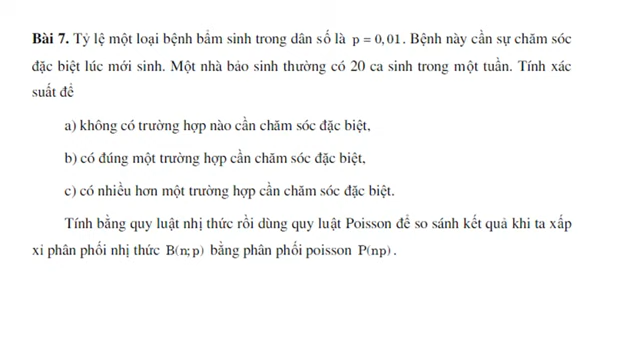 Bài 7. Tỷ lệ một loại bệnh bẩm sinh trong dân số là p = 0,01. Bệnh này cần sự chăm sóc
đặc biệt lúc mới sinh. Một nhà bảo sinh thường có 20 ca sinh trong một tuần. Tính xác
suất để
a) không có trường hợp nào cần chăm sóc đặc biệt,
b) có đúng một trường hợp cần chăm sóc đặc biệt,
c) có nhiều hơn một trường hợp cần chăm sóc đặc biệt.
Tính bằng quy luật nhị thức rồi dùng quy luật Poisson để so sánh kết quả khi ta xấp
xỉ phân phối nhị thức B(n;p) bằng phân phối poisson P(np).